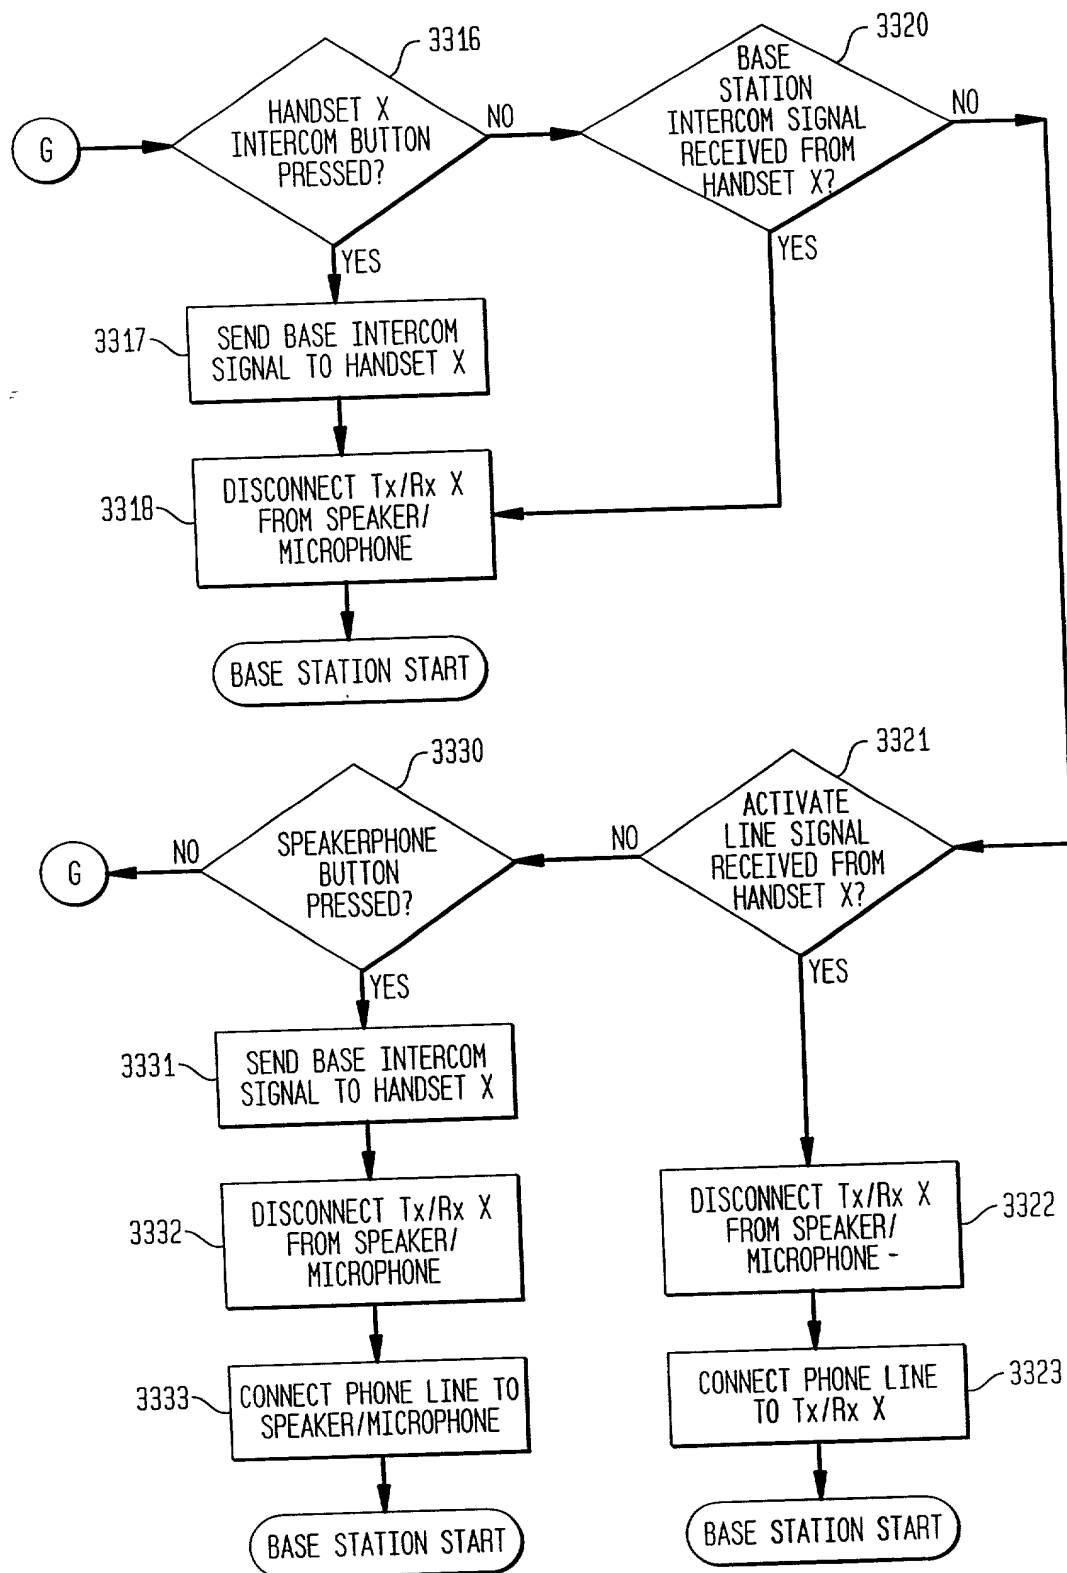 3316
HANDSET X
INTERCOM BUTTON
PRESSED?
G
NO
YES
3320
BASE
STATION
INTERCOM SIGNAL
RECEIVED FROM
HANDSET X?
NO
YES
3317
SEND BASE INTERCOM
SIGNAL TO HANDSET X
3318
DISCONNECT Tx/Rx X
FROM SPEAKER/
MICROPHONE
BASE STATION START
3321
ACTIVATE
LINE SIGNAL
RECEIVED FROM
HANDSET X?
NO
YES
3330
SPEAKERPHONE
BUTTON
PRESSED?
NO
G
YES
3331
SEND BASE INTERCOM
SIGNAL TO HANDSET X
3332
DISCONNECT Tx/Rx X
FROM SPEAKER/
MICROPHONE
3333
CONNECT PHONE LINE TO
SPEAKER/MICROPHONE
BASE STATION START
DISCONNECT Tx/Rx X
FROM SPEAKER/
MICROPHONE -
3322
CONNECT PHONE LINE
TO Tx/Rx X
3323
BASE STATION START